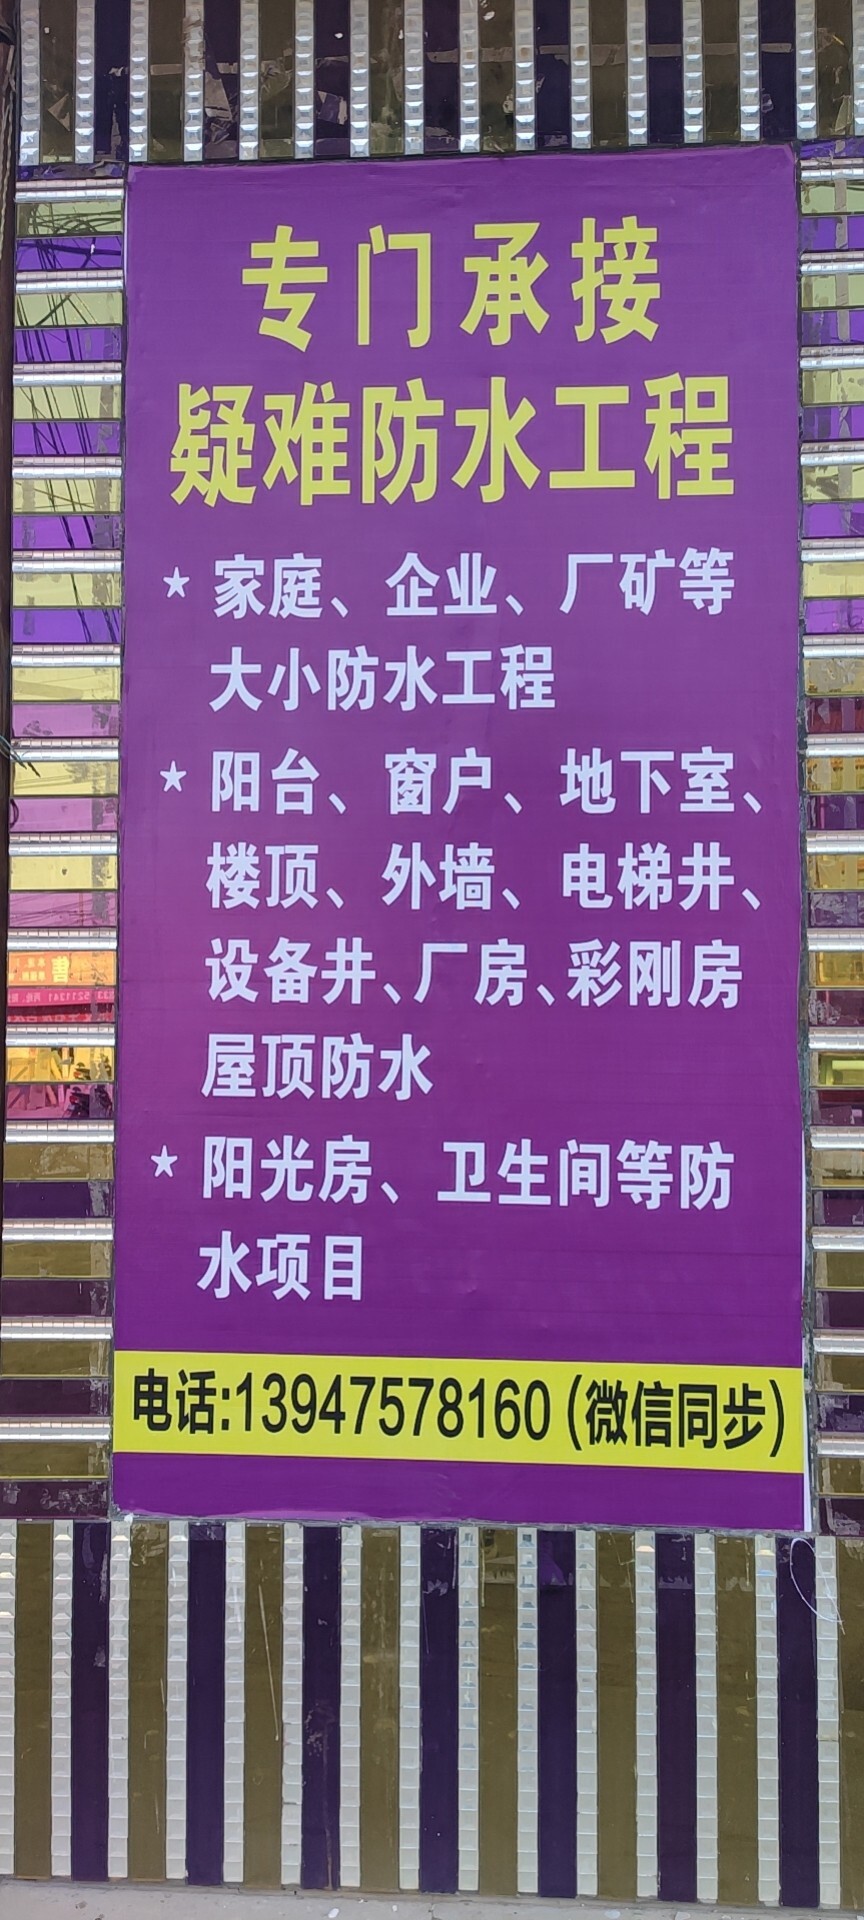 专门承接
疑难防水工程
★ 家庭、企业、厂矿等
大小防水工程
★ 阳台、窗户、地下室、
楼顶、外墙、电梯井、
设备井、厂房、彩刚房
屋顶防水
★ 阳光房、卫生间等防
水项目
电话:13947578160(微信同步)